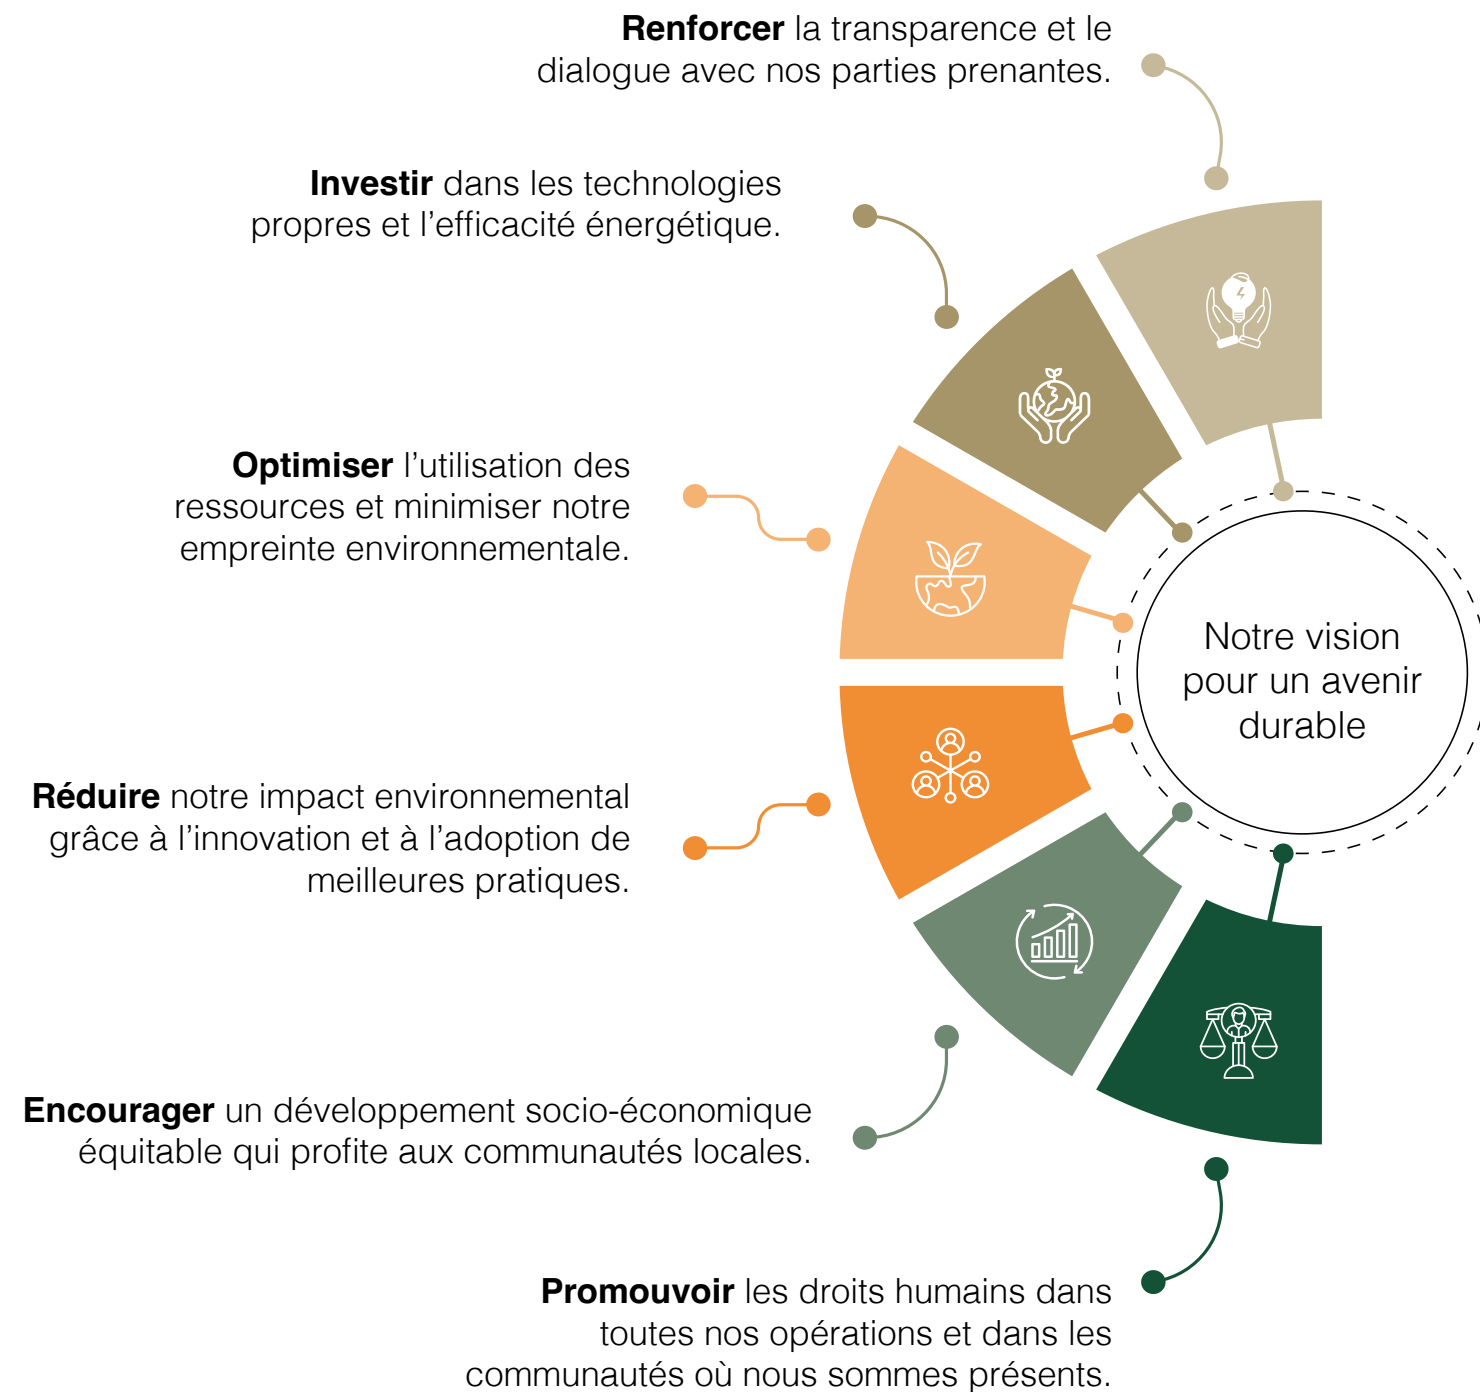 Renforcer la transparence et le
dialogue avec nos parties prenantes.
Investir dans les technologies
propres et l’efficacité énergétique.
Optimiser l’utilisation des
ressources et minimiser notre
empreinte environnementale.
Notre vision
pour un avenir
durable
Réduire notre impact environnemental
grâce à l’innovation et à l’adoption de
meilleures pratiques.
Encourager un développement socio-économique
équitable qui profite aux communautés locales.
Promouvoir les droits humains dans
toutes nos opérations et dans les
communautés où nous sommes présents.